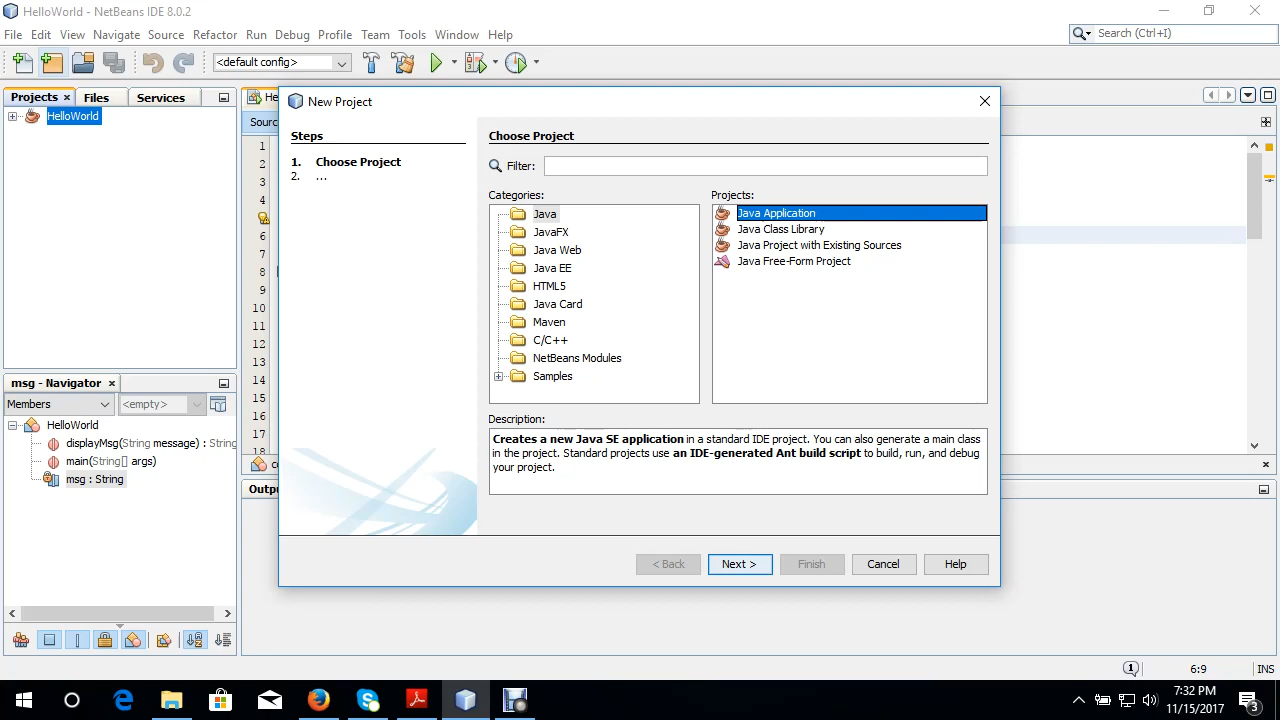 HelloWorld - NetBeans IDE 8.0.2
File Edit View Navigate Source Refactor Run Debug Profile Team Tools Window Help
Search (Ctrl+I)
<default config>
Projects Files Services
HelloWorld
He
Sourc
1
2
3
4
6
7
8
9
10
11
12
13
14
15
16
17
18
New Project
Steps
1. Choose Project
2. ...
Choose Project
Filter:
Categories:
Java
JavaFX
Java Web
Java EE
HTML5
Java Card
Maven
C/C++
NetBeans Modules
Samples
Projects:
Java Application
Java Class Library
Java Project with Existing Sources
Java Free-Form Project
Description:
Creates a new Java SE application in a standard IDE project. You can also generate a main class
in the project. Standard projects use an IDE-generated Ant build script to build, run, and debug
your project.
< Back Next > Finish Cancel Help
msg - Navigator
Members <empty>
HelloWorld
displayMsg(String message) : String
main(String[] args)
msg : String
Outpu
1 6:9 INS
7:32 PM
11/15/2017
3